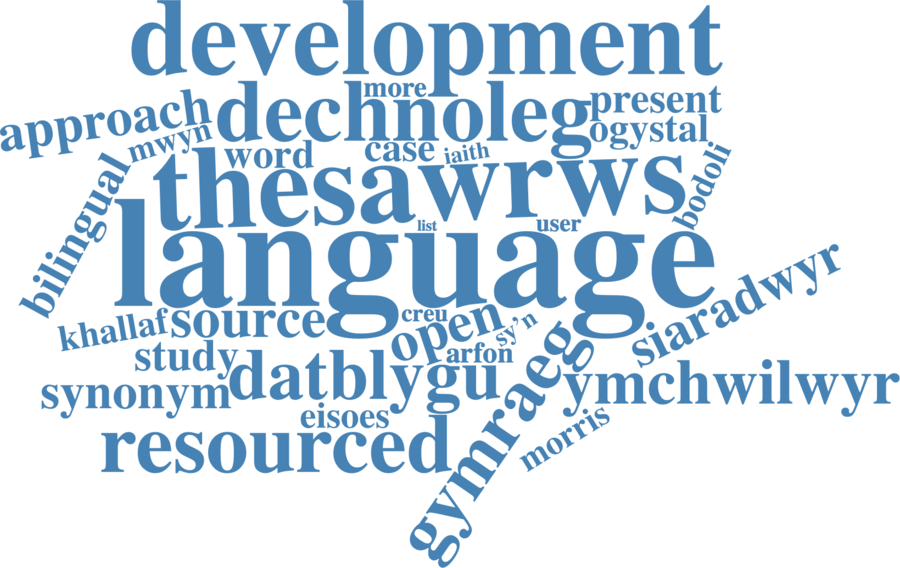 development
more
approach
dechnoleg
present
ogystal
mwyn
word
case
iaith
thesawrws
bodoli
bilingual
list
user
language
siaradwyr
khallaf
source
creu
open
sy'n
study
arfon
synonym
datblygu
gymraeg
ymchwilwyr
eisoes
morris
resourced